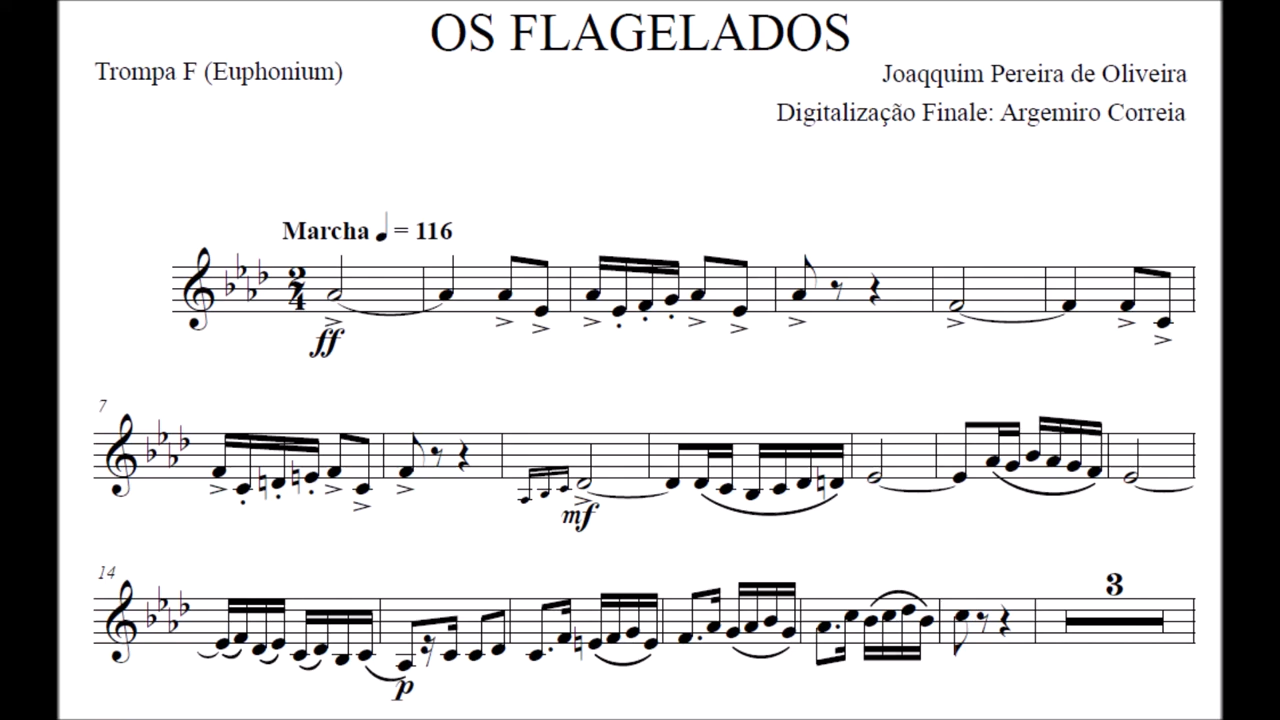 OS FLAGELADOS
Trompa F (Euphonium)
Joaqquim Pereira de Oliveira
Digitalização Finale: Argemiro Correia
Marcha ♩ = 116
2
4
ff
7
mf
14
3
p